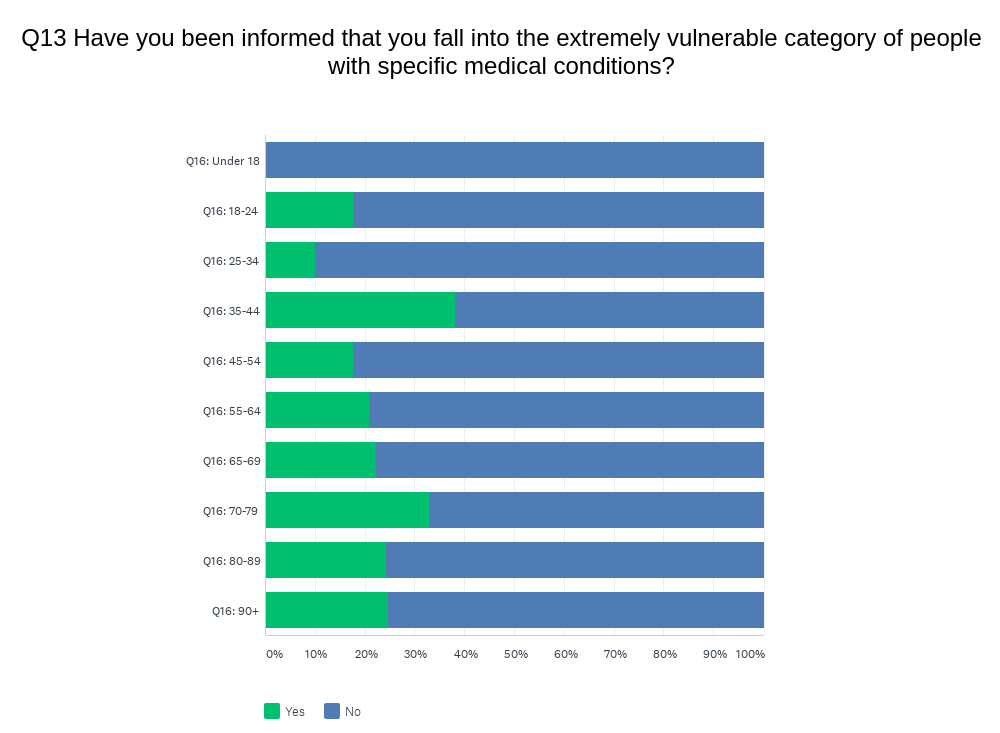 Q13 Have you been informed that you fall into the extremely vulnerable category of people
with specific medical conditions?
Q16: Under 18
Q16: 18-24
Q16: 25-34
Q16: 35-44
Q16: 45-54
Q16: 55-64
Q16: 65-69
Q16: 70-79
Q16: 80-89
Q16: 90+
0% 10% 20% 30% 40% 50% 60% 70% 80% 90% 100%
Yes No